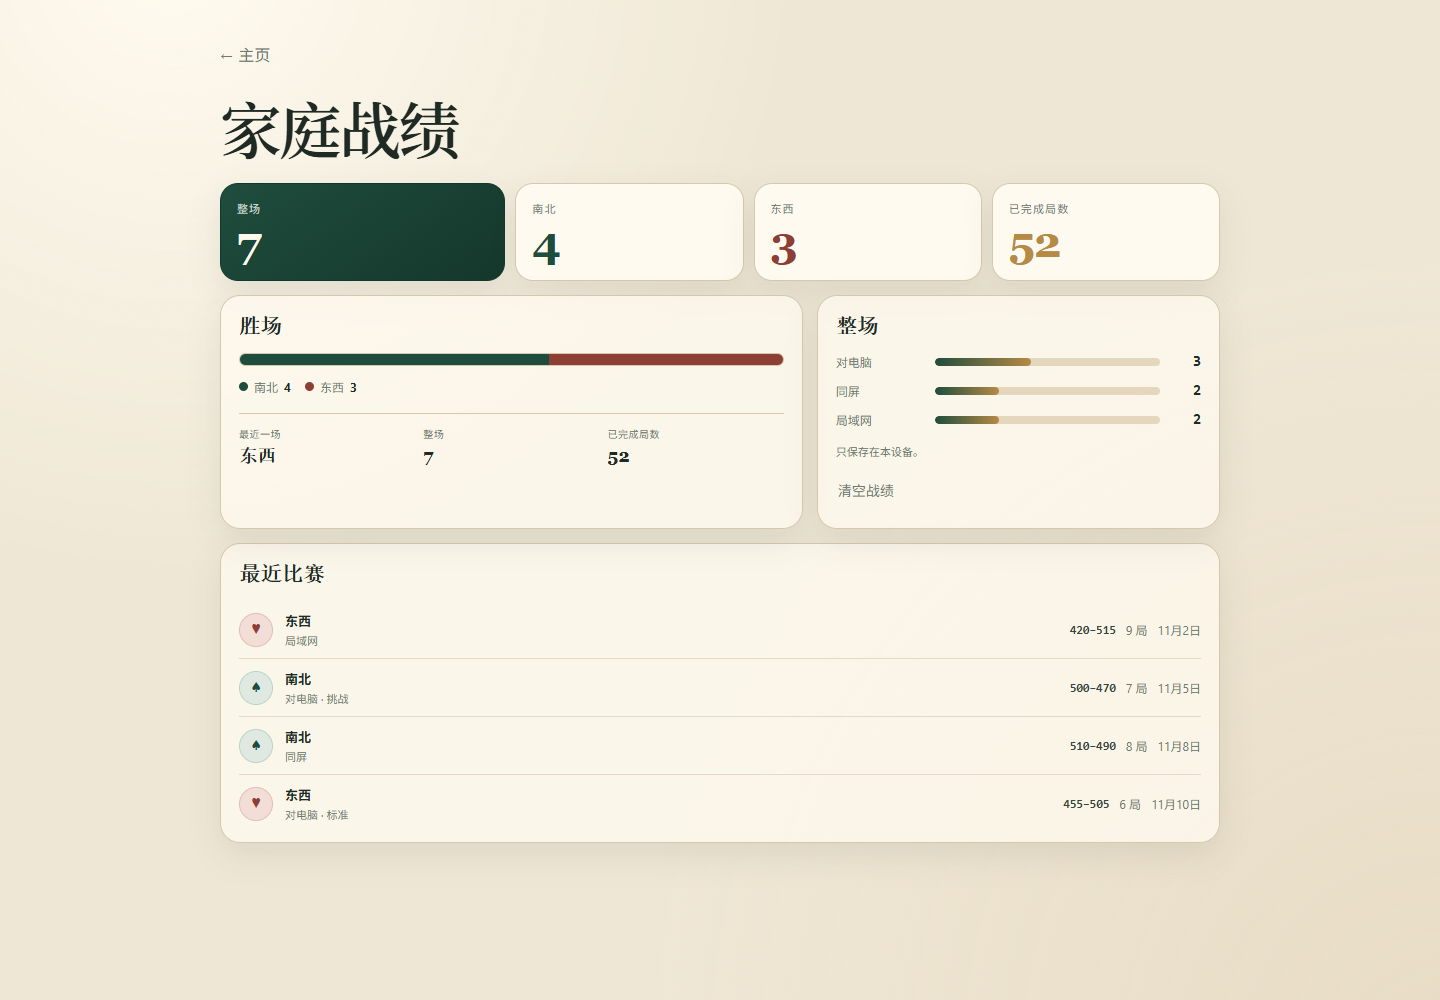 ← 主页
家庭战绩
整场
7
南北
4
东西
3
已完成局数
52
胜场
南北 4 东西 3
最近一场
东西
整场
7
已完成局数
52
整场
对电脑 3
同屏 2
局域网 2
只保存在本设备。
清空战绩
最近比赛
东西
局域网
420–515 9 局 11月2日
南北
对电脑 · 挑战
500–470 7 局 11月5日
南北
同屏
510–490 8 局 11月8日
东西
对电脑 · 标准
455–505 6 局 11月10日